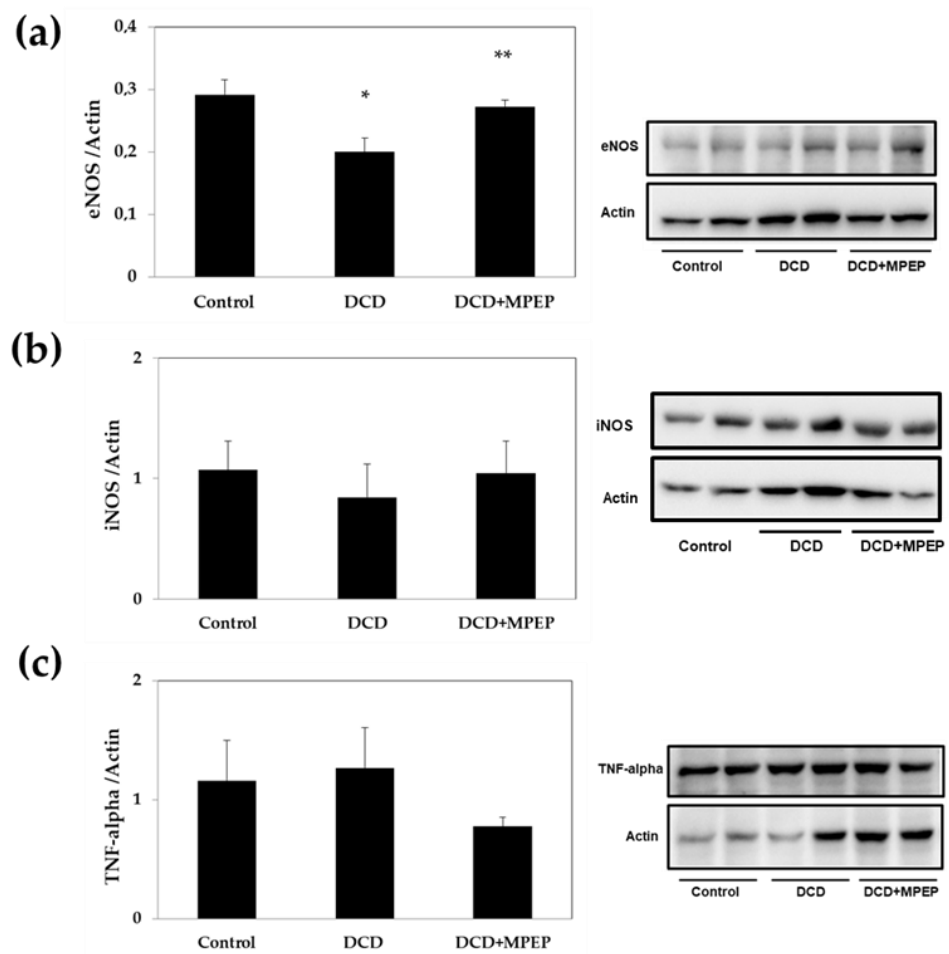 (a)
eNOS /Actin
0,4
0,3
0,2
0,1
0
*
**
Control DCD DCD+MPEP
eNOS
Actin
Control DCD DCD+MPEP
(b)
iNOS /Actin
2
1
0
Control DCD DCD+MPEP
iNOS
Actin
Control DCD DCD+MPEP
(c)
TNF-alpha /Actin
2
1
0
Control DCD DCD+MPEP
TNF-alpha
Actin
Control DCD DCD+MPEP